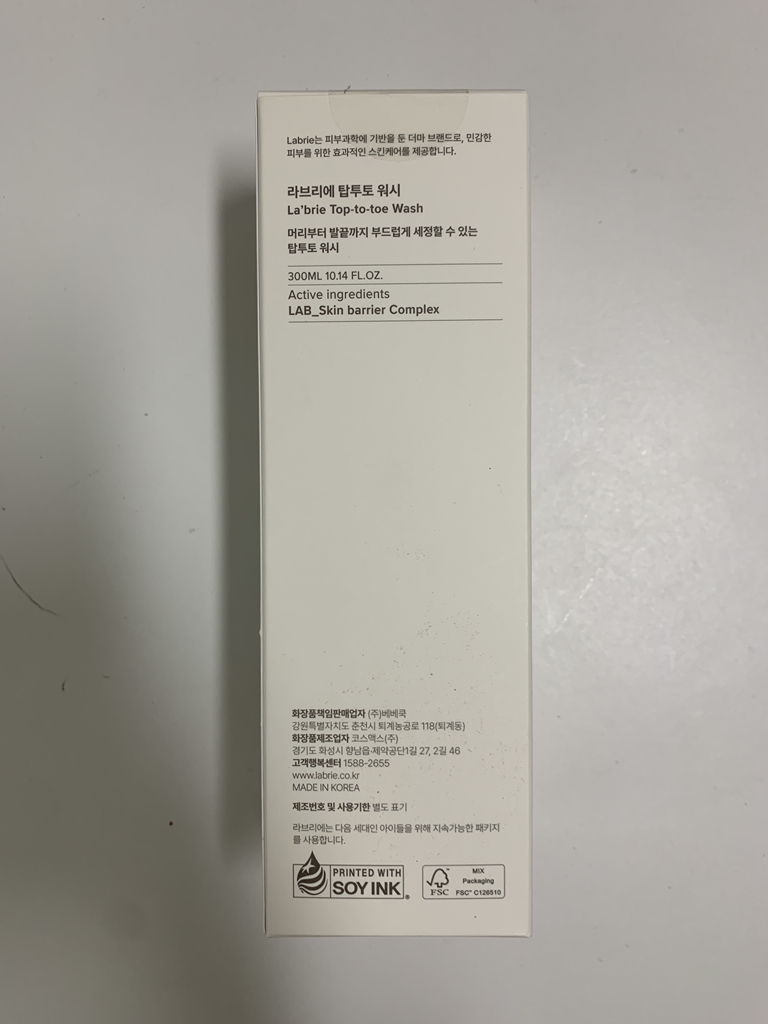 Labrie는 피부과학에 기반을 둔 더마 브랜드로, 민감한
피부를 위한 효과적인 스킨케어를 제공합니다.
라브리에 탑투토 워시
La'brie Top-to-toe Wash
머리부터 발끝까지 부드럽게 세정할 수 있는
탑투토 워시
300ML 10.14 FL.OZ.
Active ingredients
LAB_Skin barrier Complex
화장품책임판매업자 (주)베베쿡
강원특별자치도 춘천시 퇴계농공로 118(퇴계동)
화장품제조업자 코스맥스(주)
경기도 화성시 향남읍·제약공단1길 27, 2길 46
고객행복센터 1588-2655
www.labrie.co.kr
MADE IN KOREA
제조번호 및 사용기한 별도 표기
라브리에는 다음 세대인 아이들을 위해 지속가능한 패키지
를 사용합니다.
PRINTED WITH
SOY INK®
FSC
MIX
Packaging
FSC® C126510